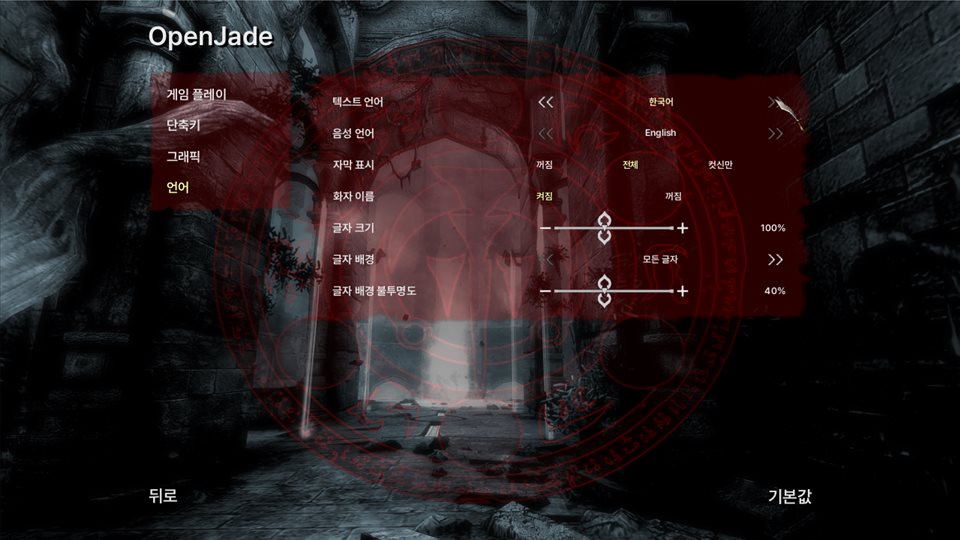 OpenJade
게임 플레이
단축키
그래픽
언어
텍스트 언어 한국어
음성 언어 English
자막 표시 꺼짐 전체 컷신만
화자 이름 켜짐 꺼짐
글자 크기 100%
글자 배경 모든 글자
글자 배경 불투명도 40%
뒤로 기본값